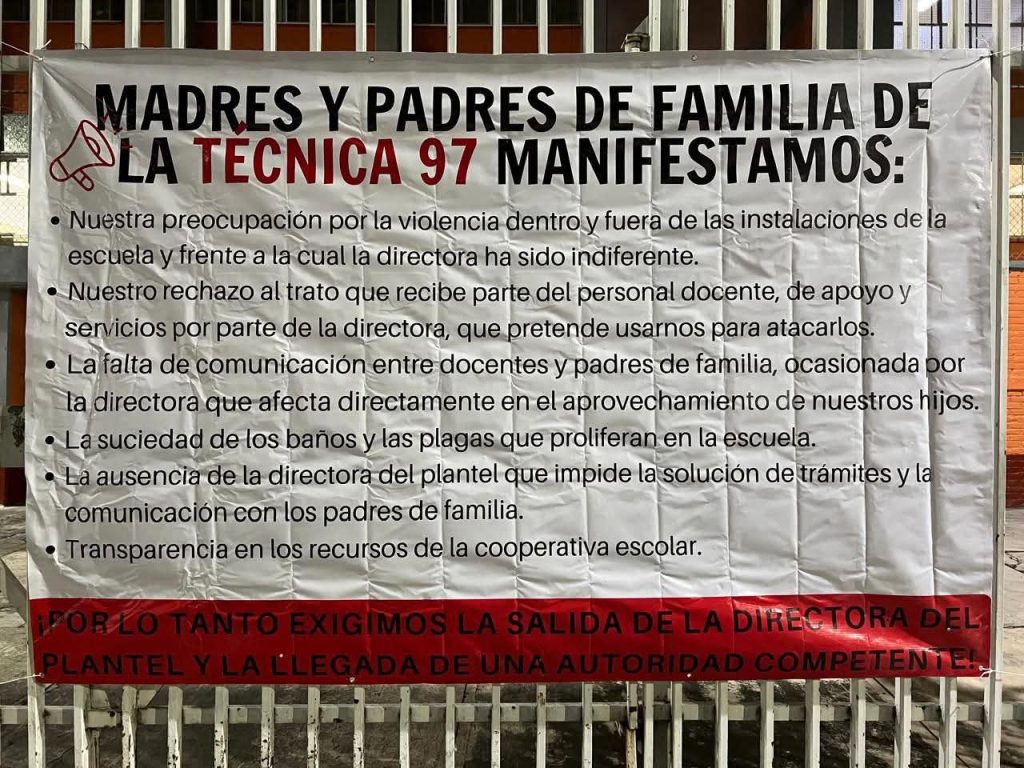 MADRES Y PADRES DE FAMILIA DE
LA TÉCNICA 97 MANIFESTAMOS:
• Nuestra preocupación por la violencia dentro y fuera de las instalaciones de la
escuela y frente a la cual la directora ha sido indiferente.
• Nuestro rechazo al trato que recibe parte del personal docente, de apoyo y
servicios por parte de la directora, que pretende usarnos para atacarlos.
• La falta de comunicación entre docentes y padres de familia, ocasionada por
la directora que afecta directamente en el aprovechamiento de nuestros hijos.
• La suciedad de los baños y las plagas que proliferan en la escuela.
• La ausencia de la directora del plantel que impide la solución de trámites y la
comunicación con los padres de familia.
• Transparencia en los recursos de la cooperativa escolar.
¡POR LO TANTO EXIGIMOS LA SALIDA DE LA DIRECTORA DEL
PLANTEL Y LA LLEGADA DE UNA AUTORIDAD COMPETENTE!